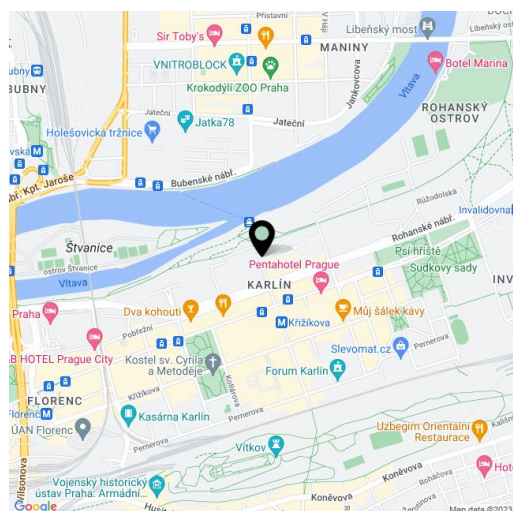 Přístavní
Sir Toby's
V Háji
Libeňský most
MANINY
VNITROBLOCK
Botel Marina
Jankovcova
BUBNY
Krokodýlí ZOO Praha
Vltava
Jateční
Jatka78
ROHANSKÝ
OSTROV
Holešovická tržnice
Jateční
Bubenské nábř.
Růžodolská
nábř. Kpt. Jaroše
Invalidovna
Rohanské nábř.
Štvanice
Psí hřiště
ostrov Štvanice
Pentahotel Prague
Sudkovy sady
Vltava
KARLÍN
Praha
Dva kohouti
Můj šálek kávy
Pobřežní
Křižíkova
HOTEL Prague City
Kostel sv. Cyrila
a Metoděje
Slevomat.cz
Pernerova
Křižíkova
Kollárova
Forum Karlín
FLORENC
Pernerova
Kasárna Karlín
Florenc
ÚAN Florenc
Uzbegim Orientální
Restaurace
Vítkov
Koněvova
Wilsonova
Vojenský historický
ústav Praha: Armádní...
Roháčova
Koněvova
Google
Map data ©2023